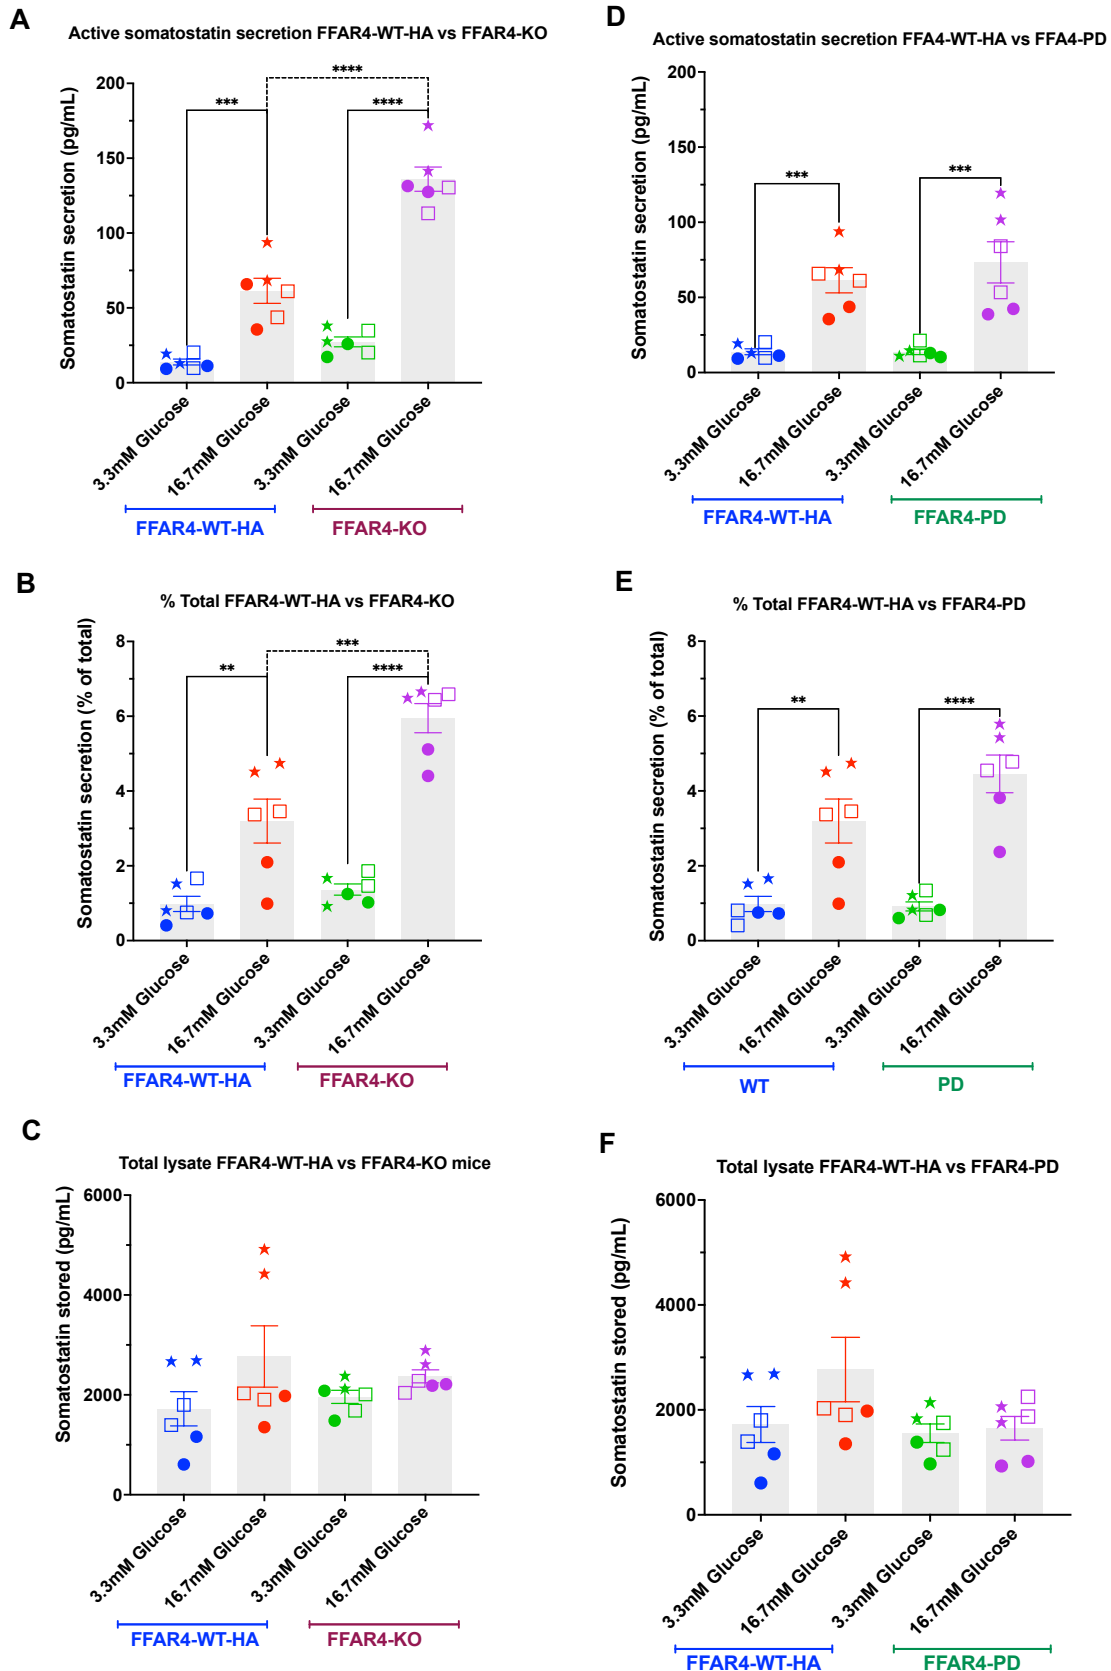 A
Active somatostatin secretion FFAR4-WT-HA vs FFAR4-KO
Somatostatin secretion (pg/mL)
200
150
100
50
0
***
****
****
3.3mM Glucose
16.7mM Glucose
3.3mM Glucose
16.7mM Glucose
FFAR4-WT-HA
FFAR4-KO
D
Active somatostatin secretion FFA4-WT-HA vs FFA4-PD
Somatostatin secretion (pg/mL)
200
150
100
50
0
***
***
3.3mM Glucose
16.7mM Glucose
3.3mM Glucose
16.7mM Glucose
FFAR4-WT-HA
FFAR4-PD
B
% Total FFAR4-WT-HA vs FFAR4-KO
Somatostatin secretion (% of total)
8
6
4
2
0
**
***
****
3.3mM Glucose
16.7mM Glucose
3.3mM Glucose
16.7mM Glucose
FFAR4-WT-HA
FFAR4-KO
E
% Total FFAR4-WT-HA vs FFAR4-PD
Somatostatin secretion (% of total)
8
6
4
2
0
**
****
3.3mM Glucose
16.7mM Glucose
3.3mM Glucose
16.7mM Glucose
WT
PD
C
Total lysate FFAR4-WT-HA vs FFAR4-KO mice
Somatostatin stored (pg/mL)
6000
4000
2000
0
3.3mM Glucose
16.7mM Glucose
3.3mM Glucose
16.7mM Glucose
FFAR4-WT-HA
FFAR4-KO
F
Total lysate FFAR4-WT-HA vs FFAR4-PD
Somatostatin stored (pg/mL)
6000
4000
2000
0
3.3mM Glucose
16.7mM Glucose
3.3mM Glucose
16.7mM Glucose
FFAR4-WT-HA
FFAR4-PD